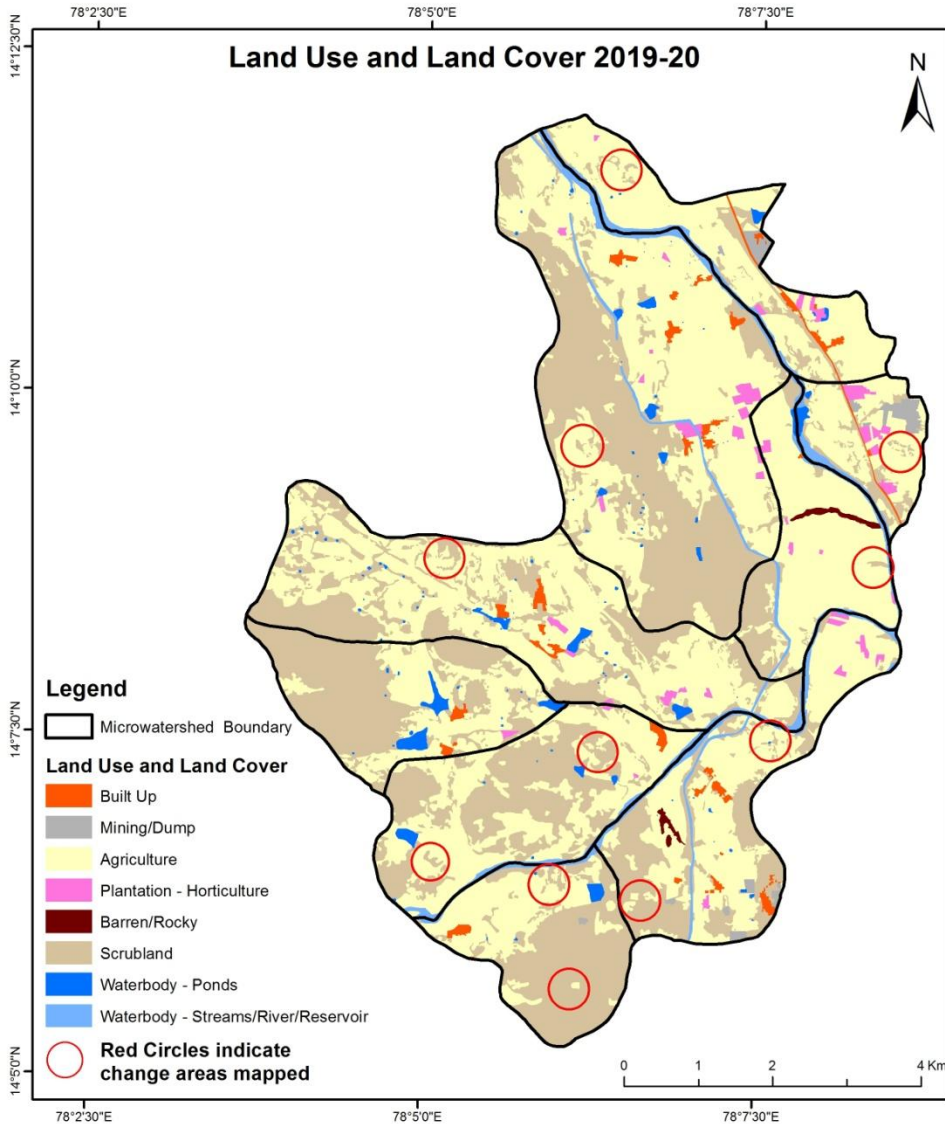 78°2'30"E 78°5'0"E 78°7'30"E
14°12'30"N
Land Use and Land Cover 2019-20
N
14°10'0"N
14°7'30"N
14°5'0"N
Legend
Microwatershed Boundary
Land Use and Land Cover
Built Up
Mining/Dump
Agriculture
Plantation - Horticulture
Barren/Rocky
Scrubland
Waterbody - Ponds
Waterbody - Streams/River/Reservoir
Red Circles indicate
change areas mapped
0 1 2 4 Km
78°2'30"E 78°5'0"E 78°7'30"E